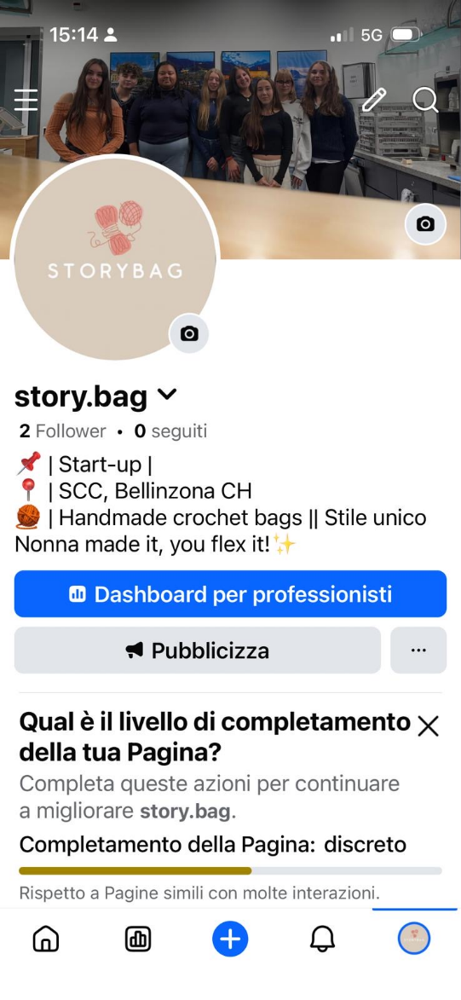 15:14
5G
STORYBAG
story.bag
2 Follower • 0 seguiti
📌 | Start-up |
📍 | SCC, Bellinzona CH
🧶 | Handmade crochet bags || Stile unico
Nonna made it, you flex it!✨
Dashboard per professionisti
Pubblicizza
...
Qual è il livello di completamento
della tua Pagina?
Completa queste azioni per continuare
a migliorare story.bag.
Completamento della Pagina: discreto
Rispetto a Pagine simili con molte interazioni.